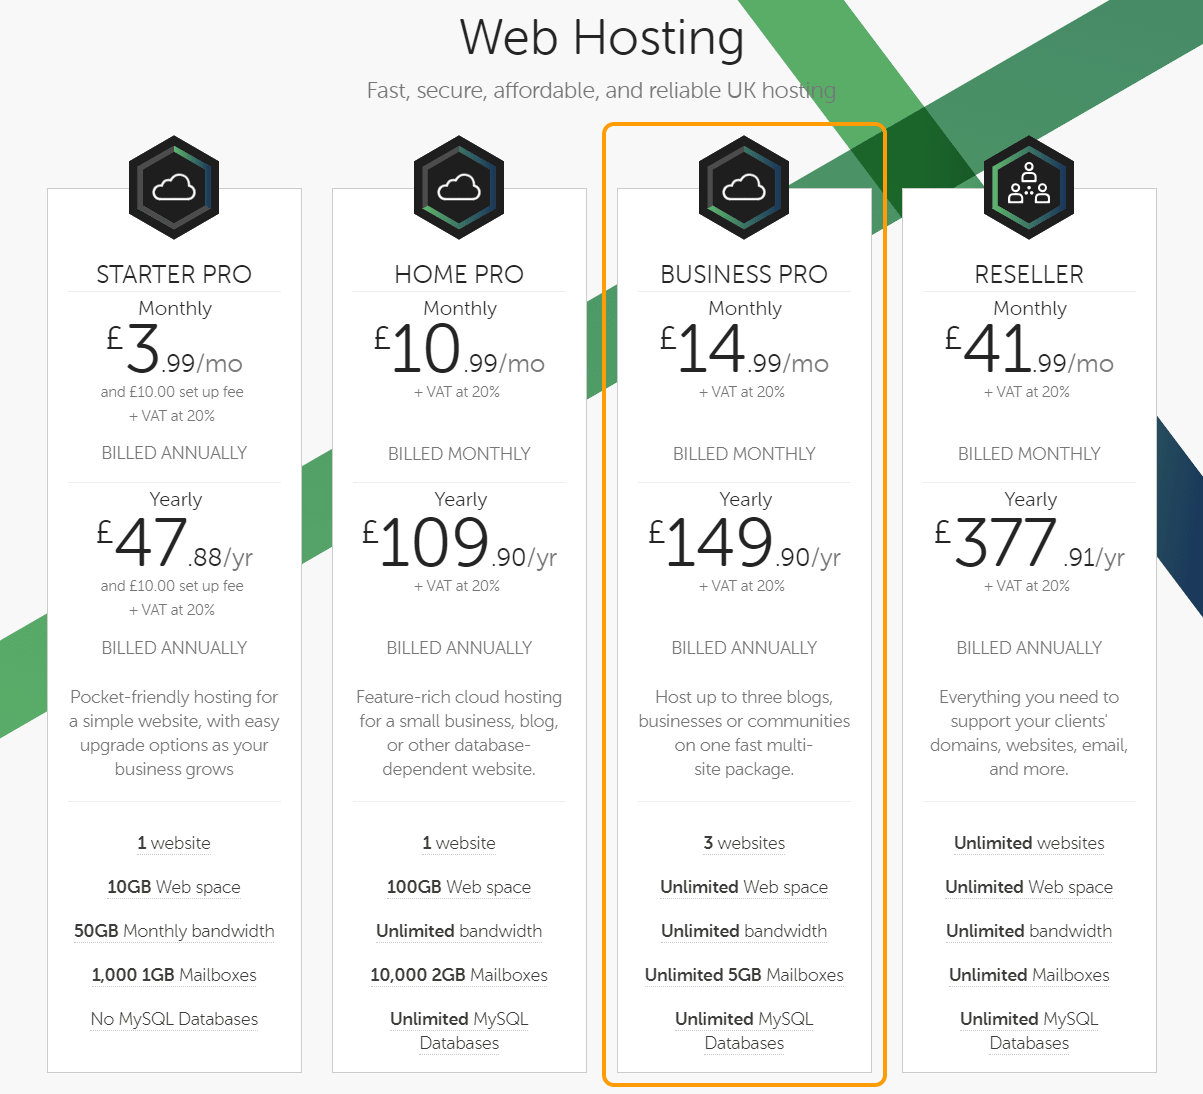 Web Hosting
Fast, secure, affordable, and reliable UK hosting
STARTER PRO
Monthly
£3.99/mo
and £10.00 set up fee
+ VAT at 20%
BILLED ANNUALLY
Yearly
£47.88/yr
and £10.00 set up fee
+ VAT at 20%
BILLED ANNUALLY
Pocket-friendly hosting for
a simple website, with easy
upgrade options as your
business grows
1 website
10GB Web space
50GB Monthly bandwidth
1,000 1GB Mailboxes
No MySQL Databases
HOME PRO
Monthly
£10.99/mo
+ VAT at 20%
BILLED MONTHLY
Yearly
£109.90/yr
+ VAT at 20%
BILLED ANNUALLY
Feature-rich cloud hosting
for a small business, blog,
or other database-
dependent website.
1 website
100GB Web space
Unlimited bandwidth
10,000 2GB Mailboxes
Unlimited MySQL
Databases
BUSINESS PRO
Monthly
£14.99/mo
+ VAT at 20%
BILLED MONTHLY
Yearly
£149.90/yr
+ VAT at 20%
BILLED ANNUALLY
Host up to three blogs,
businesses or communities
on one fast multi-
site package.
3 websites
Unlimited Web space
Unlimited bandwidth
Unlimited 5GB Mailboxes
Unlimited MySQL
Databases
RESELLER
Monthly
£41.99/mo
+ VAT at 20%
BILLED MONTHLY
Yearly
£377.91/yr
+ VAT at 20%
BILLED ANNUALLY
Everything you need to
support your clients'
domains, websites, email,
and more.
Unlimited websites
Unlimited Web space
Unlimited bandwidth
Unlimited Mailboxes
Unlimited MySQL
Databases